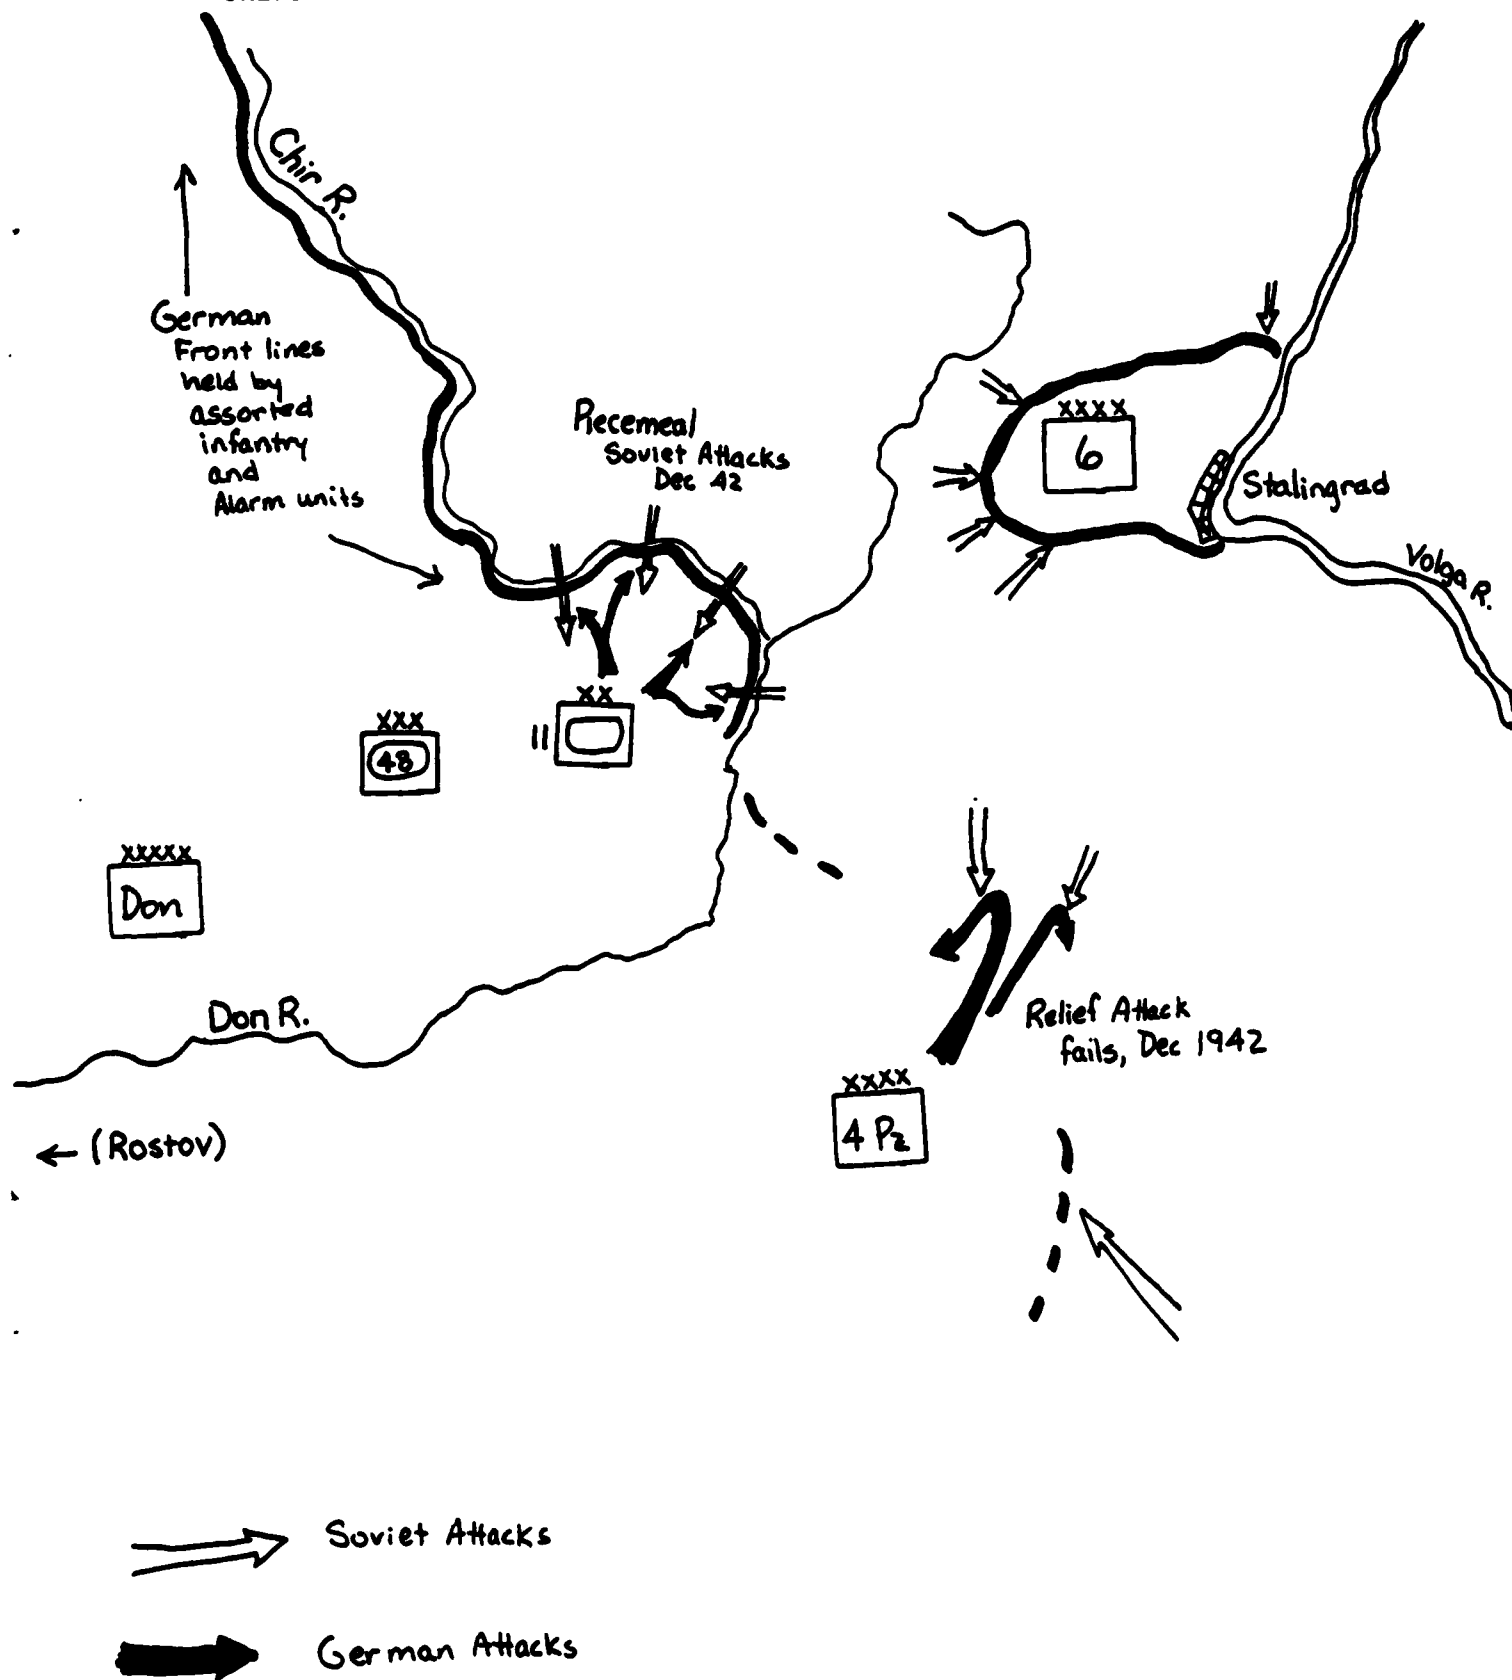 Chir R.
German
Front lines
held by
assorted
infantry
and
Alarm units
Piecemeal
Soviet Attacks
Dec 42
xxxx
6
Stalingrad
Volga R.
xx
11
xxx
48
xxxxx
Don
Don R.
Relief Attack
fails, Dec 1942
xxxx
4 Pz
← (Rostov)
Soviet Attacks
German Attacks